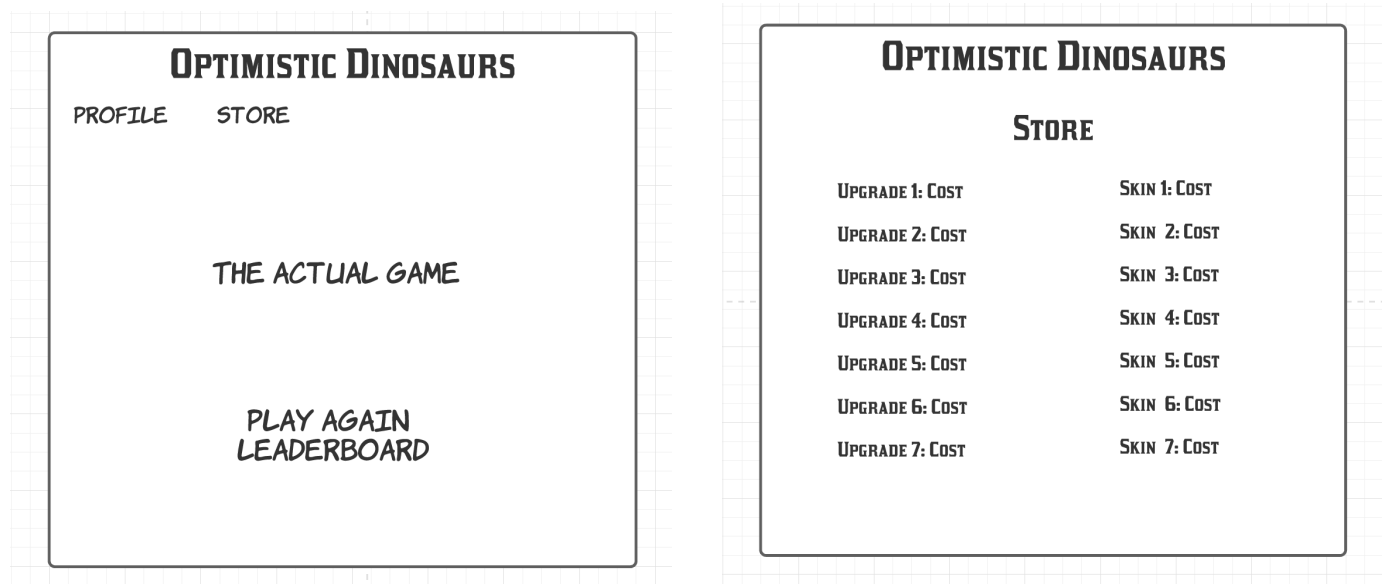 OPTIMISTIC DINOSAURS
PROFILE STORE
THE ACTUAL GAME
PLAY AGAIN
LEADERBOARD
OPTIMISTIC DINOSAURS
STORE
UPGRADE 1: COST
UPGRADE 2: COST
UPGRADE 3: COST
UPGRADE 4: COST
UPGRADE 5: COST
UPGRADE 6: COST
UPGRADE 7: COST
SKIN 1: COST
SKIN 2: COST
SKIN 3: COST
SKIN 4: COST
SKIN 5: COST
SKIN 6: COST
SKIN 7: COST